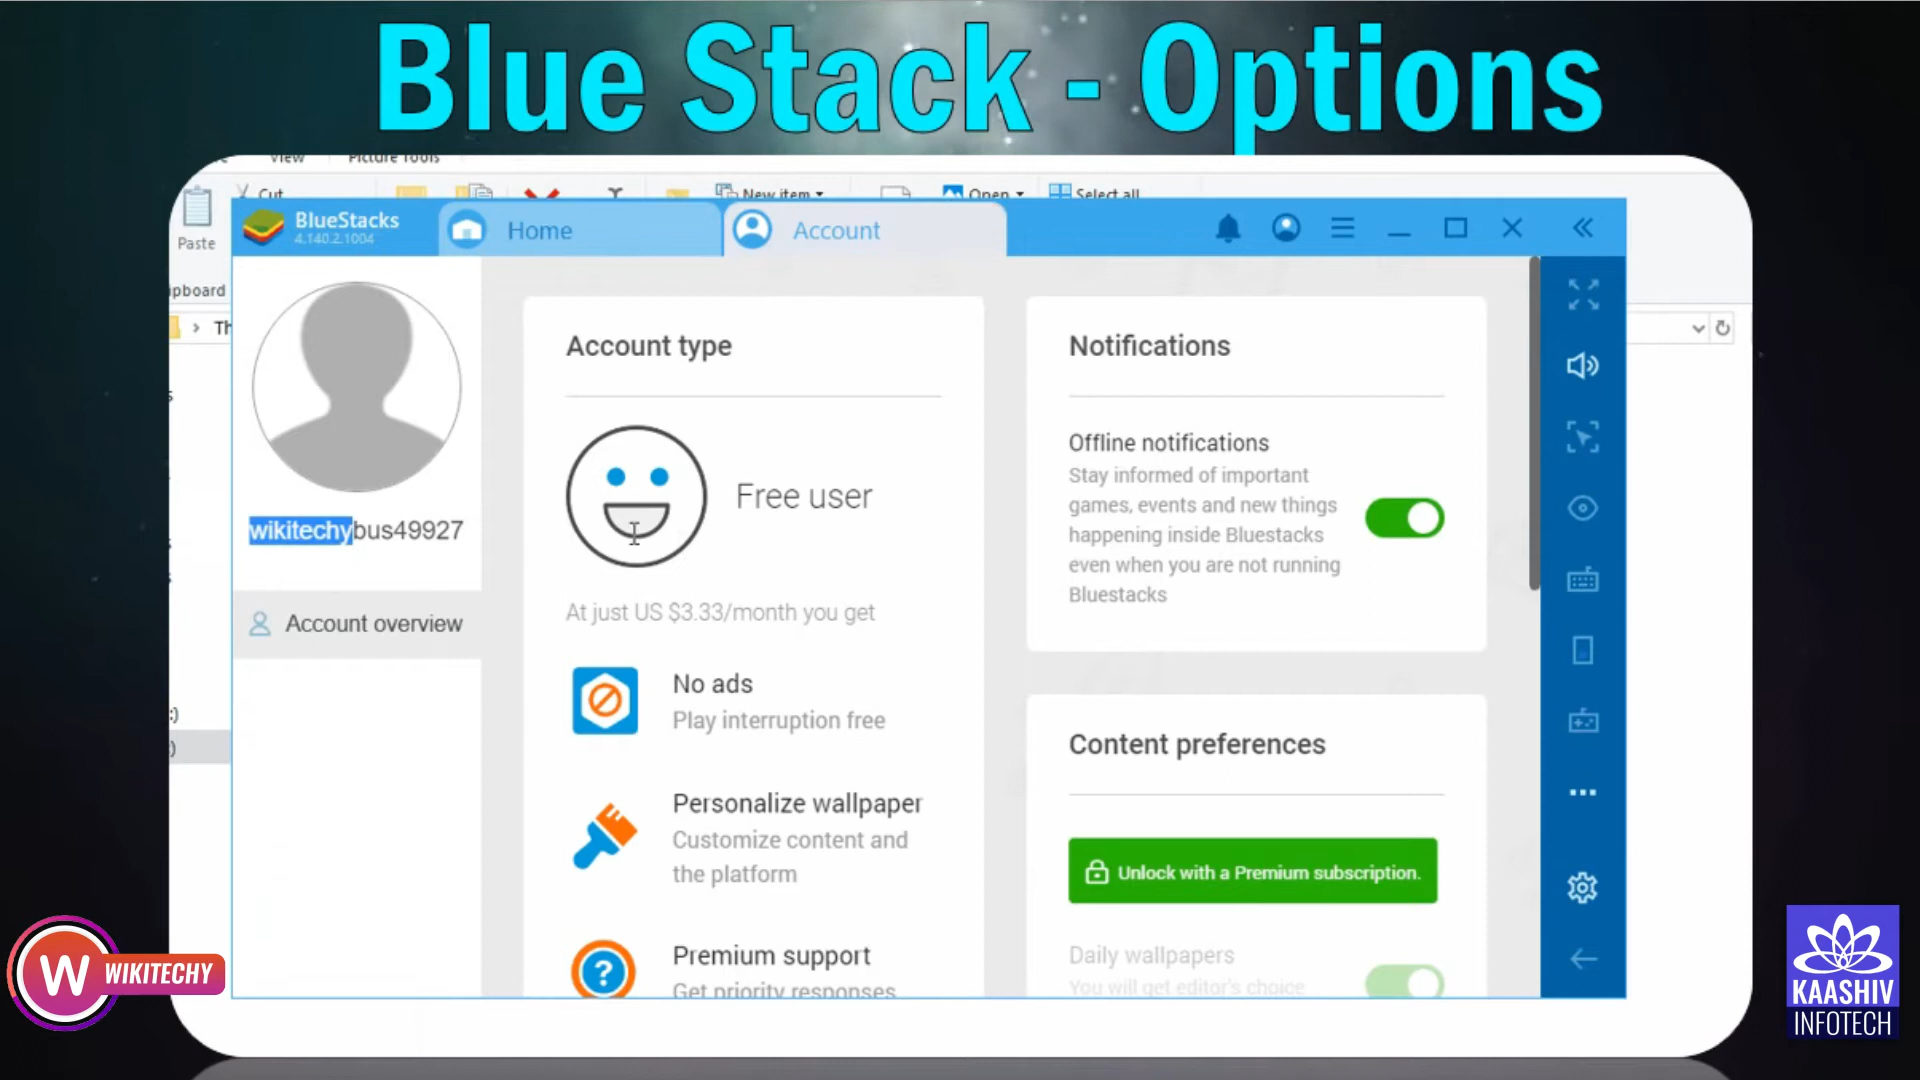 Blue Stack - Options
View
Picture Tools
Cut
New item
Open
Select all
Paste
BlueStacks
4.140.2.1004
Home
Account
pboard
Th
wikitechybus49927
Account overview
Account type
Free user
At just US $3.33/month you get
No ads
Play interruption free
Personalize wallpaper
Customize content and
the platform
Premium support
Get priority responses
Notifications
Offline notifications
Stay informed of important
games, events and new things
happening inside Bluestacks
even when you are not running
Bluestacks
Content preferences
Unlock with a Premium subscription.
Daily wallpapers
You will get editor's choice
:)
)
W WIKITECHY
KAASHIV
INFOTECH